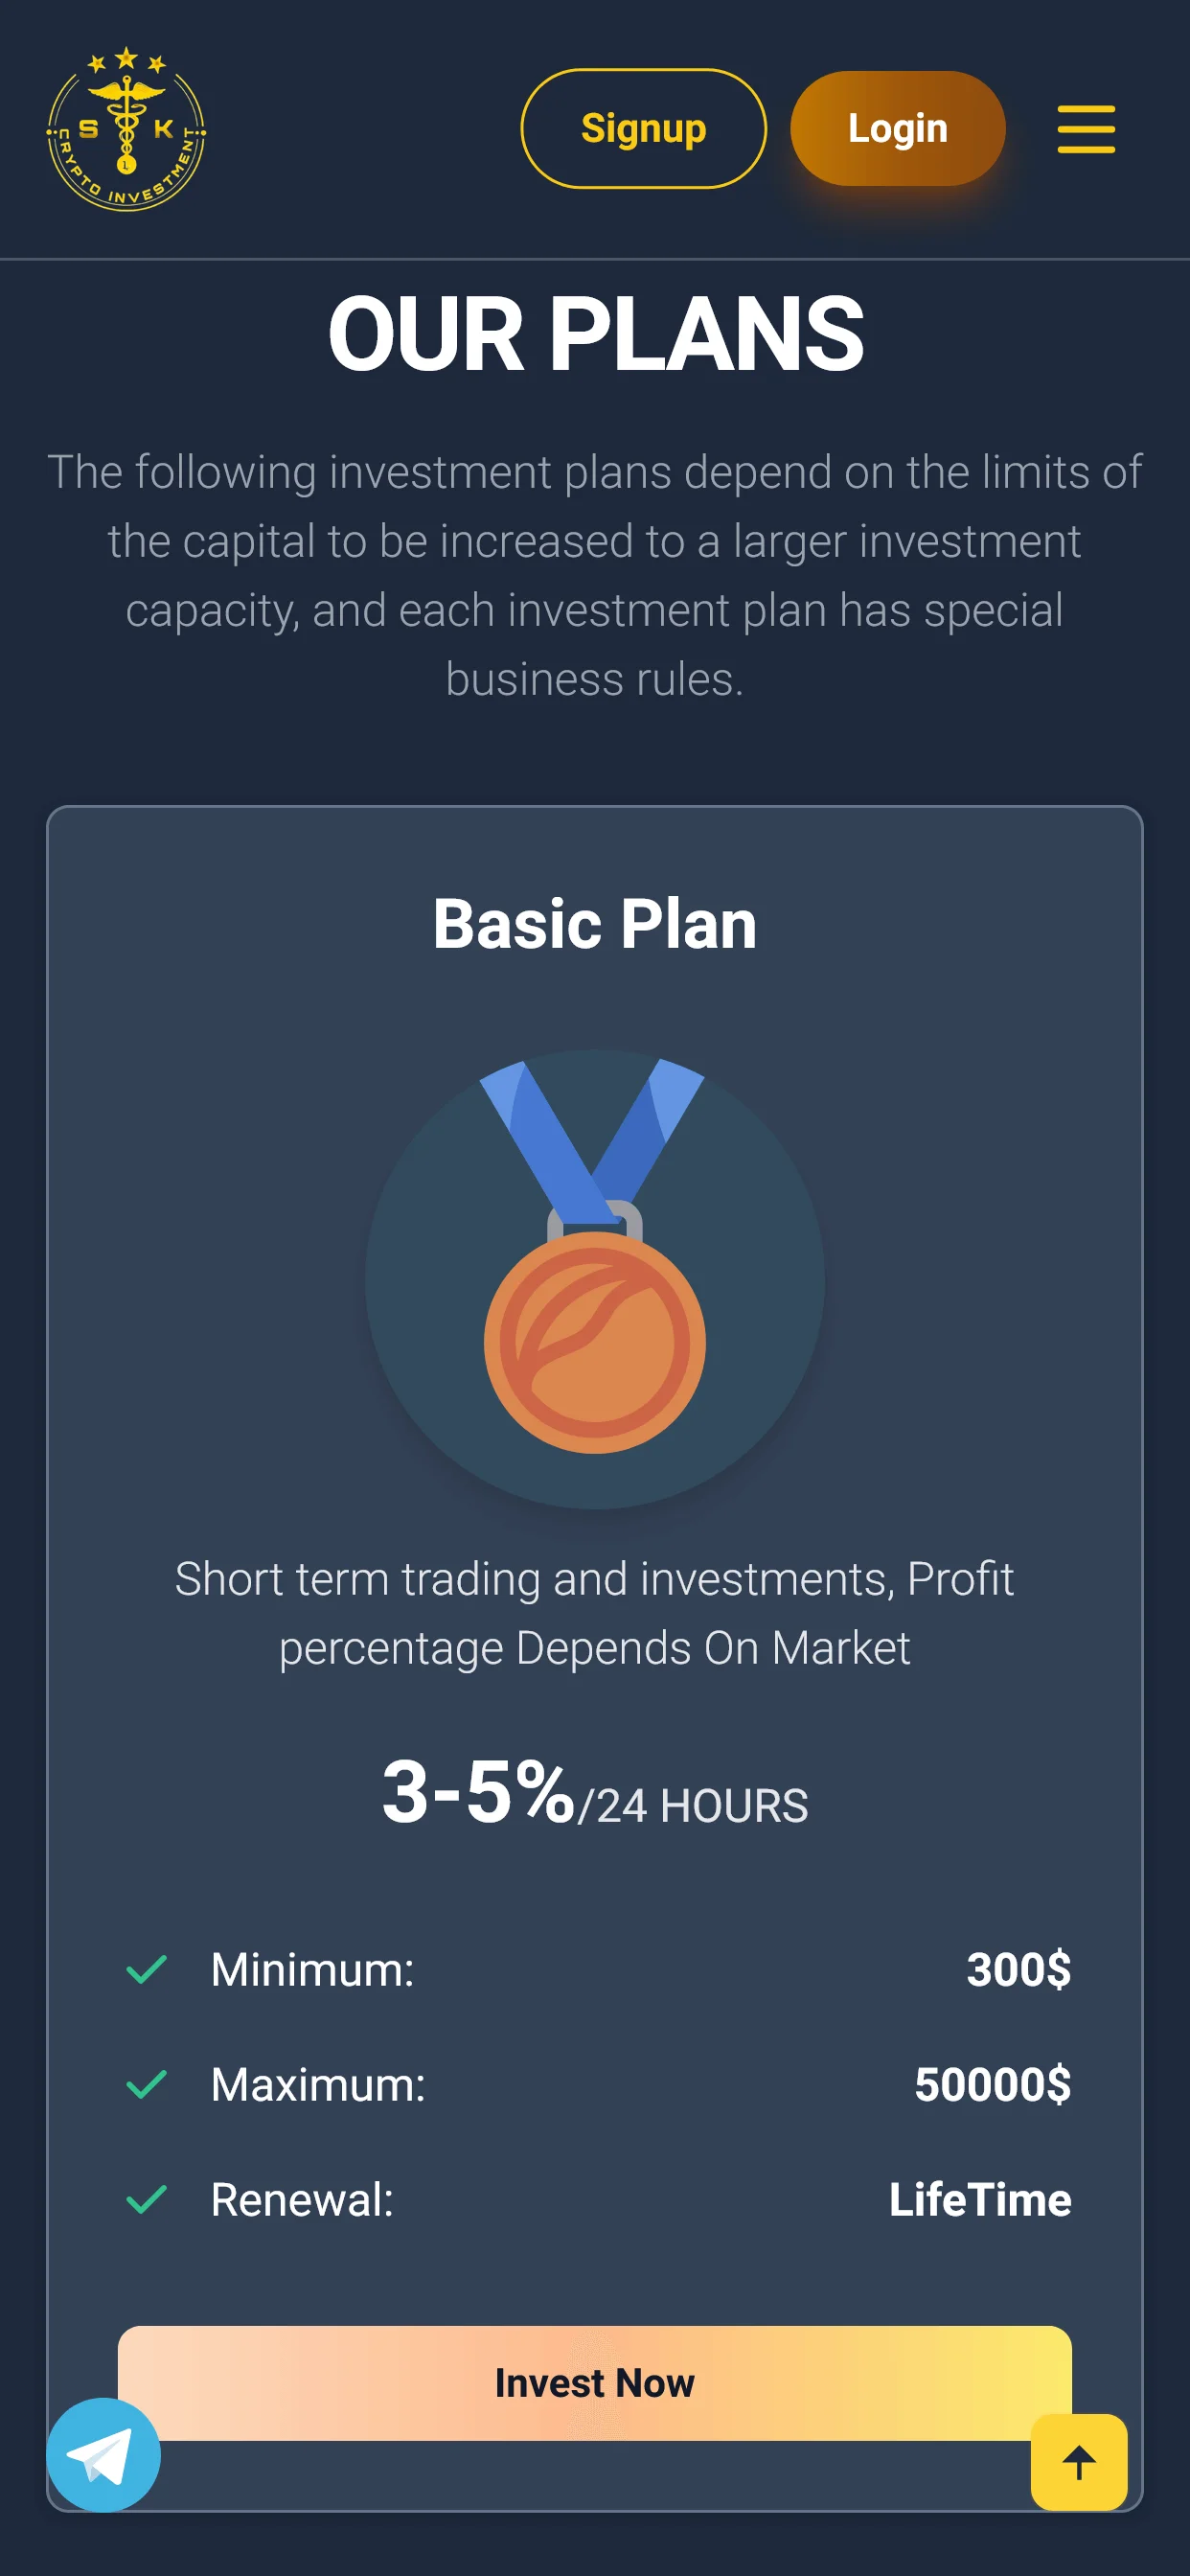 S K
CRYPTO INVESTMENT
Signup
Login
OUR PLANS
The following investment plans depend on the limits of
the capital to be increased to a larger investment
capacity, and each investment plan has special
business rules.
Basic Plan
Short term trading and investments, Profit
percentage Depends On Market
3-5%/24 HOURS
Minimum: 300$
Maximum: 50000$
Renewal: LifeTime
Invest Now